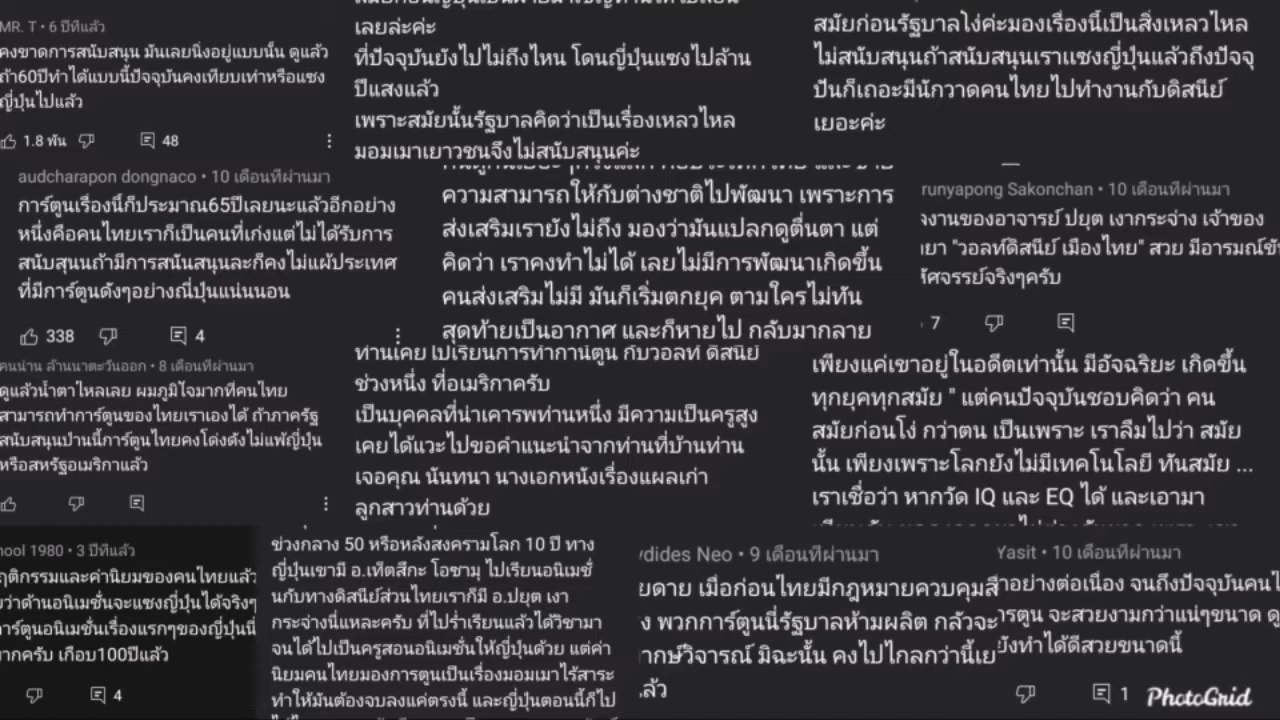 MR. T • 6 ปีที่แล้ว
คงขาดการสนับสนุน มันเลยนิ่งอยู่แบบนั้น ดูแล้ว
ถ้า60ปีทำได้แบบนี้ปัจจุบันคงเทียบเท่าหรือแซง
ญี่ปุ่นไปแล้ว
1.8 พัน 48
เลยล่ะค่ะ
ที่ปัจจุบันยังไปไม่ถึงไหน โดนญี่ปุ่นแซงไปล้าน
ปีแสงแล้ว
เพราะสมัยนั้นรัฐบาลคิดว่าเป็นเรื่องเหลวไหล
มอมเมาเยาวชนจึงไม่สนับสนุนค่ะ
สมัยก่อนรัฐบาลโง่ค่ะมองเรื่องนี้เป็นสิ่งเหลวไหล
ไม่สนับสนุนถ้าสนับสนุนเราแซงญี่ปุ่นแล้วถึงปัจจุ
ปันก็เถอะมีนักวาดคนไทยไปทำงานกับดิสนีย์
เยอะค่ะ
audcharapon dongnaco • 10 เดือนที่ผ่านมา
การ์ตูนเรื่องนี้ก็ประมาณ65ปีเลยนะแล้วอีกอย่าง
หนึ่งคือคนไทยเราก็เป็นคนที่เก่งแต่ไม่ได้รับการ
สนับสุนนถ้ามีการสนันสนุนละก็คงไม่แผ้ประเทศ
ที่มีการ์ตูนดังๆอย่างณี่ปุ่นแน่นนอน
338 4
ความสามารถให้กับต่างชาติไปพัฒนา เพราะการ
ส่งเสริมเรายังไม่ถึง มองว่ามันแปลกดูตื่นตา แต่
คิดว่า เราคงทำไม่ได้ เลยไม่มีการพัฒนาเกิดขึ้น
คนส่งเสริมไม่มี มันก็เริ่มตกยุค ตามใครไม่ทัน
สุดท้ายเป็นอากาศ และก็หายไป กลับมากลาย
runyapong Sakonchan • 10 เดือนที่ผ่านมา
งานของอาจารย์ ปยุต เงากระจ่าง เจ้าของ
"วอลท์ดิสนีย์ เมืองไทย" สวย มีอารมณ์ขั
ศจรรย์จริงๆครับ
7
คนน่าน ล้านนาตะวันออก • 8 เดือนที่ผ่านมา
ดูแล้วน้ำตาไหลเลย ผมภูมิใจมากที่คนไทย
สามารถทำการ์ตูนของไทยเราเองได้ ถ้าภาครัฐ
สนับสนุนป่านนี้การ์ตูนไทยคงโด่งดังไม่แพ้ญี่ปุ่น
หรือสหรัฐอเมริกาแล้ว
ท่านเคย ไปเรียนการทำการ์ตูน กับวอลท์ ดิสนีย์
ช่วงหนึ่ง ที่อเมริกาครับ
เป็นบุคคลที่น่าเคารพท่านหนึ่ง มีความเป็นครูสูง
เคยได้แวะไปขอคำแนะนำจากท่านที่บ้านท่าน
เจอคุณ นันทนา นางเอกหนังเรื่องแผลเก่า
ลูกสาวท่านด้วย
เพียงแค่เขาอยู่ในอดีตเท่านั้น มีอัจฉริยะ เกิดขึ้น
ทุกยุคทุกสมัย " แต่คนปัจจุบันชอบคิดว่า คน
สมัยก่อนโง่ กว่าตน เป็นเพราะ เราลืมไปว่า สมัย
นั้น เพียงเพราะโลกยังไม่มีเทคโนโลยี ทันสมัย ...
เราเชื่อว่า หากวัด IQ และ EQ ได้ และเอามา
hool 1980 • 3 ปีที่แล้ว
ฤติกรรมและค่านิยมของคนไทยแล้ว
ว่าด้านอนิเมชั่นจะแซงญี่ปุ่นได้จริงๆ
การ์ตูนอนิเมชั่นเรื่องแรกๆของญี่ปุ่นนี่
ากครับ เกือบ100ปีแล้ว
4
ช่วงกลาง 50 หรือหลังสงครามโลก 10 ปี ทาง
ญี่ปุ่นเขามี อ.เท็ตสึกะ โอซามุ ไปเรียนอนิเมชั่
นกับทางดิสนีย์ส่วนไทยเราก็มี อ.ปยุต เงา
กระจ่างนี่แหละครับ ที่ไปร่ำเรียนแล้วได้วิชามา
จนได้ไปเป็นครูสอนอนิเมชั่นให้ญี่ปุ่นด้วย แต่ค่า
นิยมคนไทยมองการ์ตูนเป็นเรื่องมอมเมาไร้สาระ
ทำให้มันต้องจบลงแค่ตรงนี้ และญี่ปุ่นตอนนี้ก็ไป
ydides Neo • 9 เดือนที่ผ่านมา
ยดาย เมื่อก่อนไทยมีกฎหมายควบคุมสื่
ง พวกการ์ตูนนี่รัฐบาลห้ามผลิต กลัวจะ
ากษ์วิจารณ์ มิฉะนั้น คงไปไกลกว่านี้เย
ล้ว
Yasit • 10 เดือนที่ผ่านมา
าอย่างต่อเนื่อง จนถึงปัจจุบันคนไ
ารตูน จะสวยงามกว่าแน่ๆขนาด ดู
ยังทำได้ดีสวยขนาดนี้
1
PhotoGrid